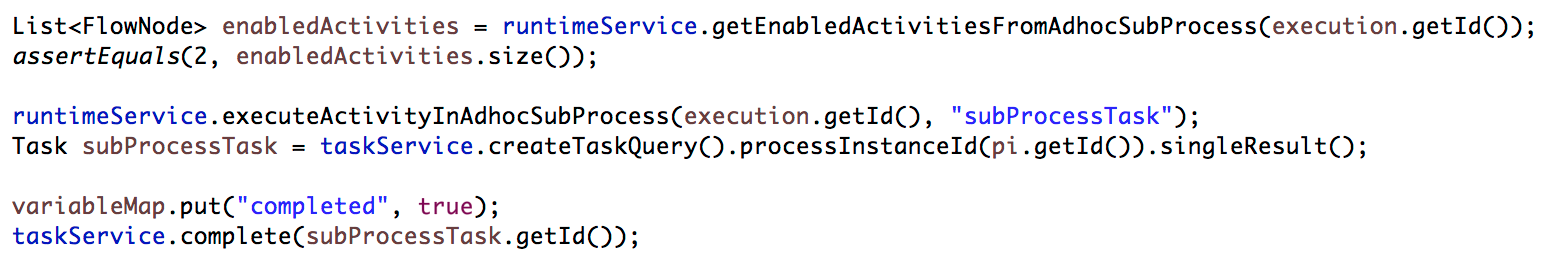 List<FlowNode> enabledActivities = runtimeService.getEnabledActivitiesFromAdhocSubProcess(execution.getId());
assertEquals(2, enabledActivities.size());
runtimeService.executeActivityInAdhocSubProcess(execution.getId(), "subProcessTask");
Task subProcessTask = taskService.createTaskQuery().processInstanceId(pi.getId()).singleResult();
variableMap.put("completed", true);
taskService.complete(subProcessTask.getId());